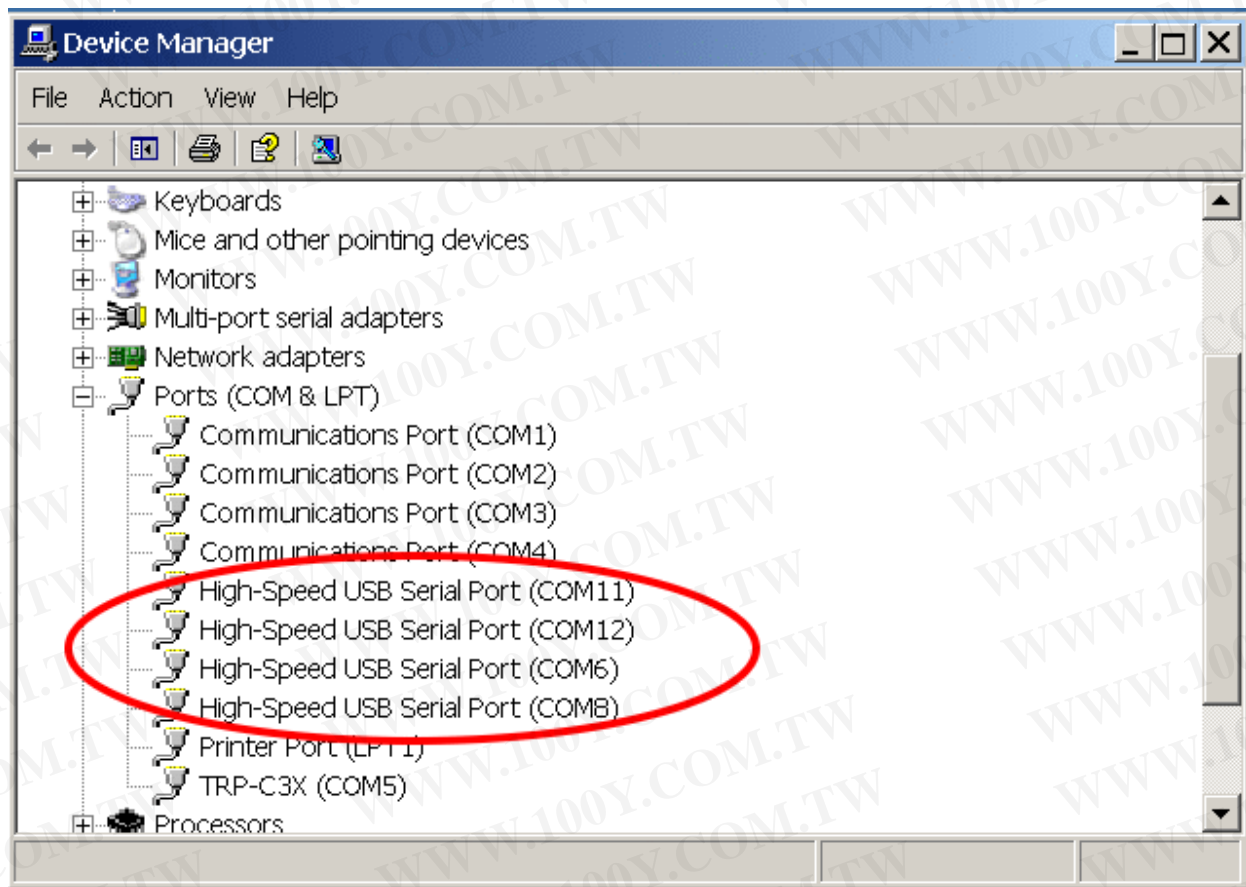 Device Manager
File Action View Help
Keyboards
Mice and other pointing devices
Monitors
Multi-port serial adapters
Network adapters
Ports (COM & LPT)
Communications Port (COM1)
Communications Port (COM2)
Communications Port (COM3)
Communications Port (COM4)
High-Speed USB Serial Port (COM11)
High-Speed USB Serial Port (COM12)
High-Speed USB Serial Port (COM6)
High-Speed USB Serial Port (COM8)
Printer Port (LPT1)
TRP-C3X (COM5)
Processors
WWW.100Y.COM.TW